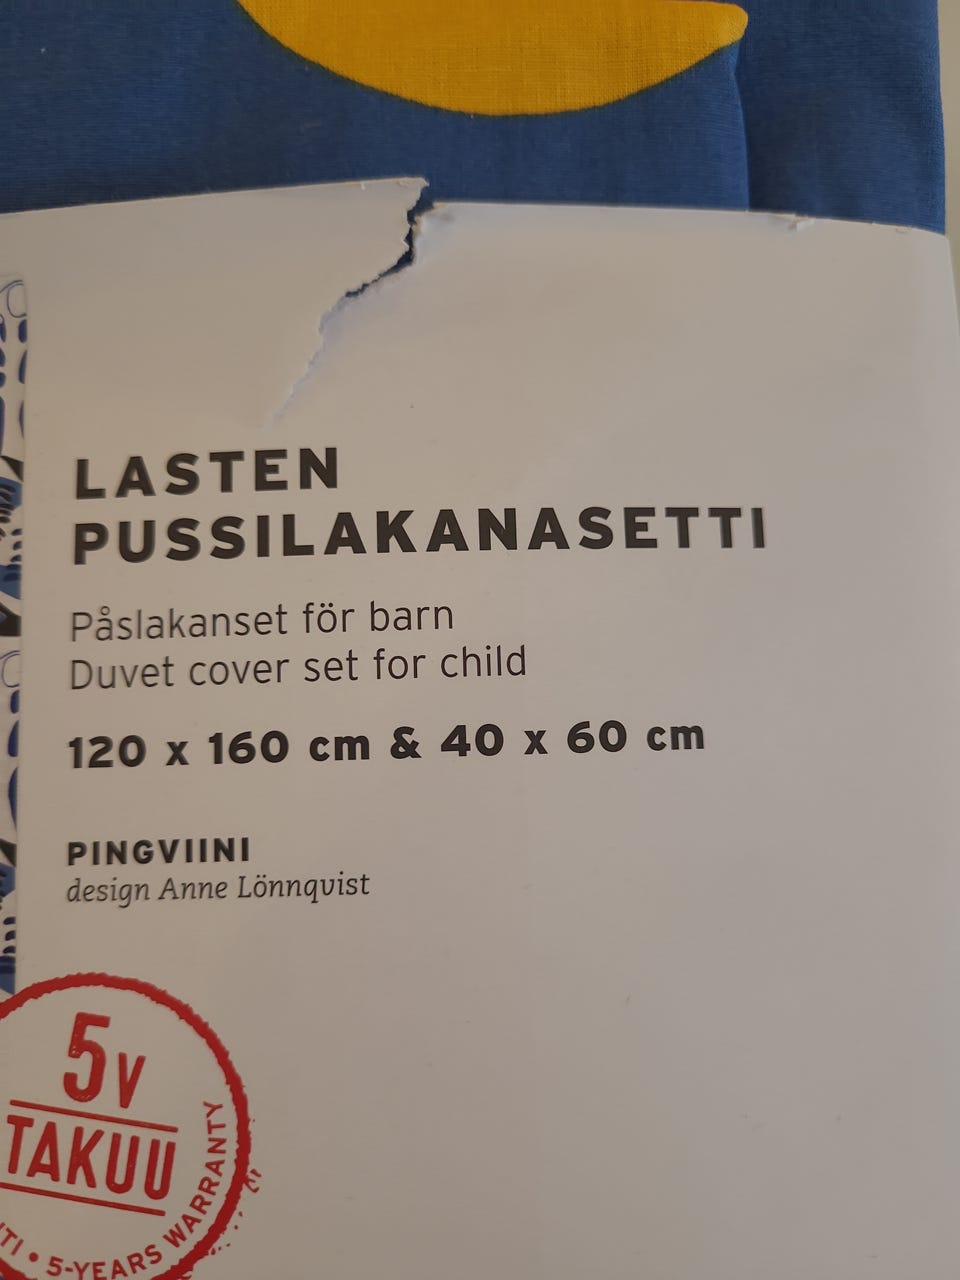 LASTEN
PUSSILAKANASETTI
Påslakanset för barn
Duvet cover set for child
120 x 160 cm & 40 x 60 cm
PINGVIINI
design Anne Lönnquist
5V
TAKUU
• 5-YEARS WARRANTY